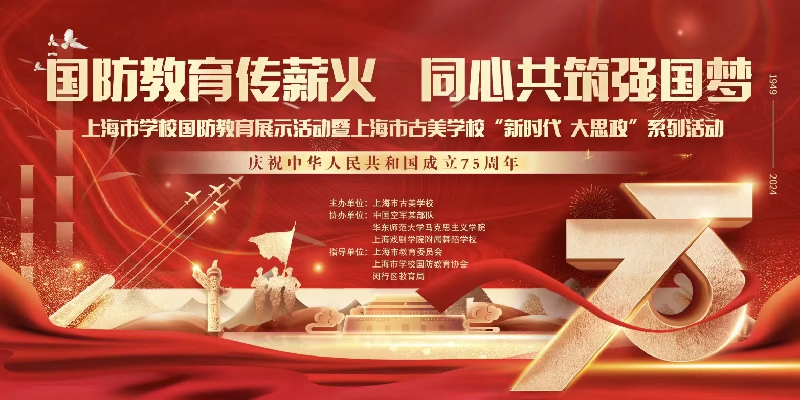 国防教育传薪火 同心共筑强国梦
上海市学校国防教育展示活动暨上海市古美学校“新时代 大思政”系列活动
庆祝中华人民共和国成立75周年
1949
2024
主办单位：上海市古美学校
协办单位：中国空军某部队
华东师范大学马克思主义学院
上海戏剧学院附属舞蹈学校
指导单位：上海市教育委员会
上海市学校国防教育协会
闵行区教育局
75